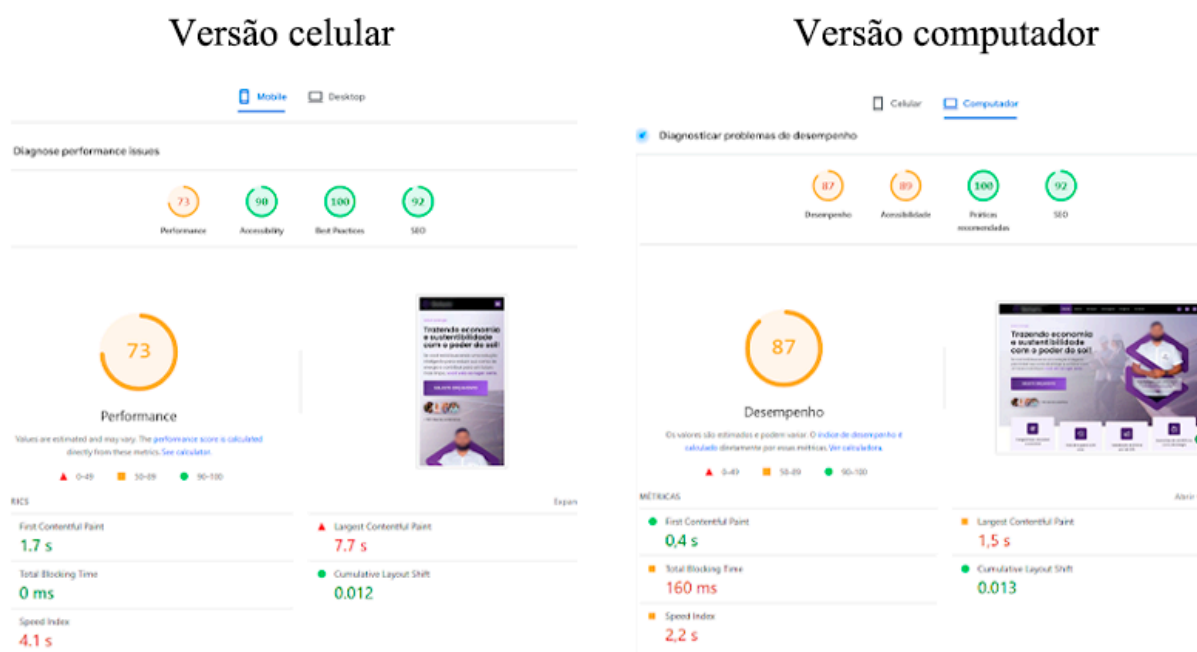 Versão celular
Mobile Desktop
Diagnose performance issues
73 90 100 92
Performance Accessibility Best Practices SEO
73
Performance
Values are estimated and may vary. The performance score is calculated
directly from these metrics. See calculator.
0-49 50-89 90-100
Trazendo economia
e sustentibilidade
com o poder do sol!
RICS Expan
First Contentful Paint
1.7 s
Largest Contentful Paint
7.7 s
Total Blocking Time
0 ms
Cumulative Layout Shift
0.012
Speed Index
4.1 s
Versão computador
Celular Computador
Diagnosticar problemas de desempenho
87 89 100 92
Desempenho Acessibilidade Práticas SEO
recomendadas
87
Desempenho
Os valores são estimados e podem variar. O índice de desempenho é
calculado diretamente por essas métricas. Ver calculadora.
0-49 50-89 90-100
Trazendo economia
e sustentibilidade
com o poder do sol!
MÉTRICAS Abrir
First Contentful Paint
0,4 s
Largest Contentful Paint
1,5 s
Total Blocking Time
160 ms
Cumulative Layout Shift
0.013
Speed Index
2,2 s